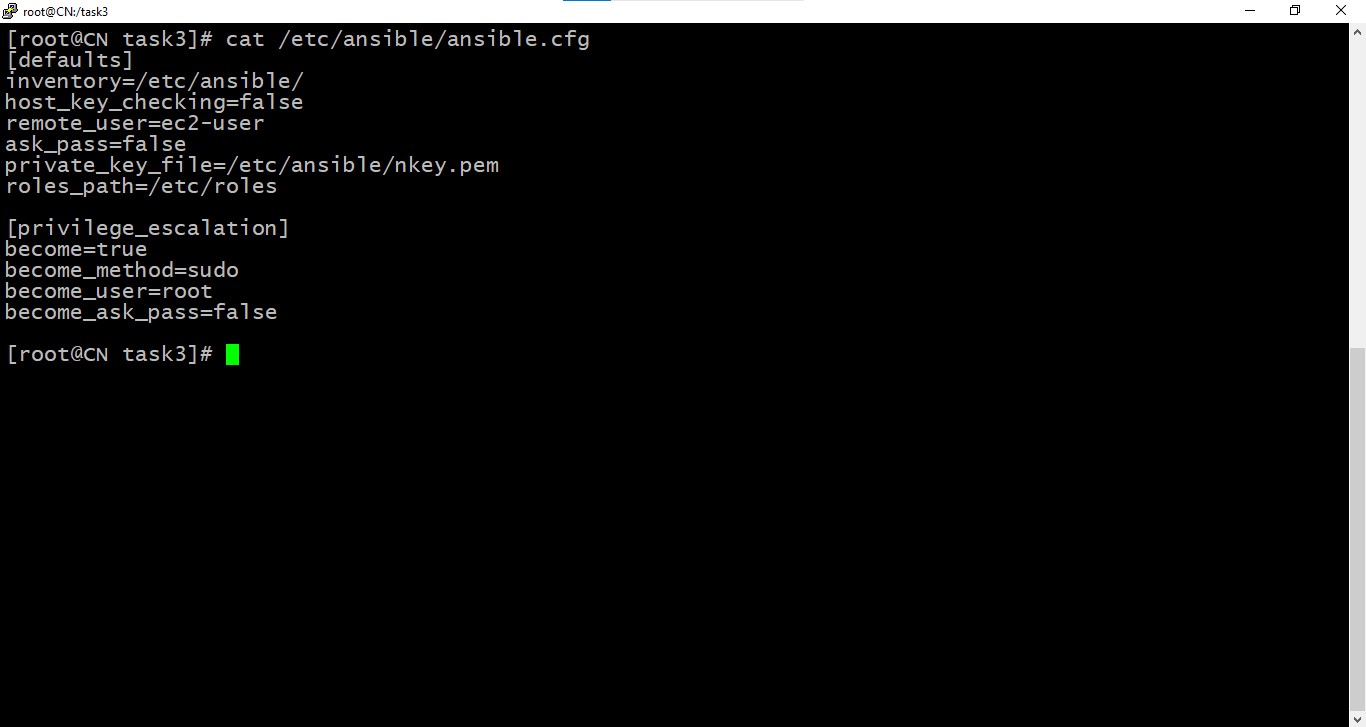 root@CN:/task3
[root@CN task3]# cat /etc/ansible/ansible.cfg
[defaults]
inventory=/etc/ansible/
host_key_checking=false
remote_user=ec2-user
ask_pass=false
private_key_file=/etc/ansible/nkey.pem
roles_path=/etc/roles
[privilege_escalation]
become=true
become_method=sudo
become_user=root
become_ask_pass=false
[root@CN task3]#